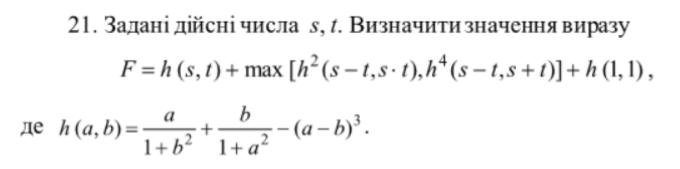 21. Задані дійсні числа s, t. Визначити значення виразу
F = h (s, t) + max [h²(s − t, s · t), h⁴(s − t, s + t)] + h (1, 1) ,
де h (a, b) = a/(1 + b²) + b/(1 + a²) − (a − b)³ .